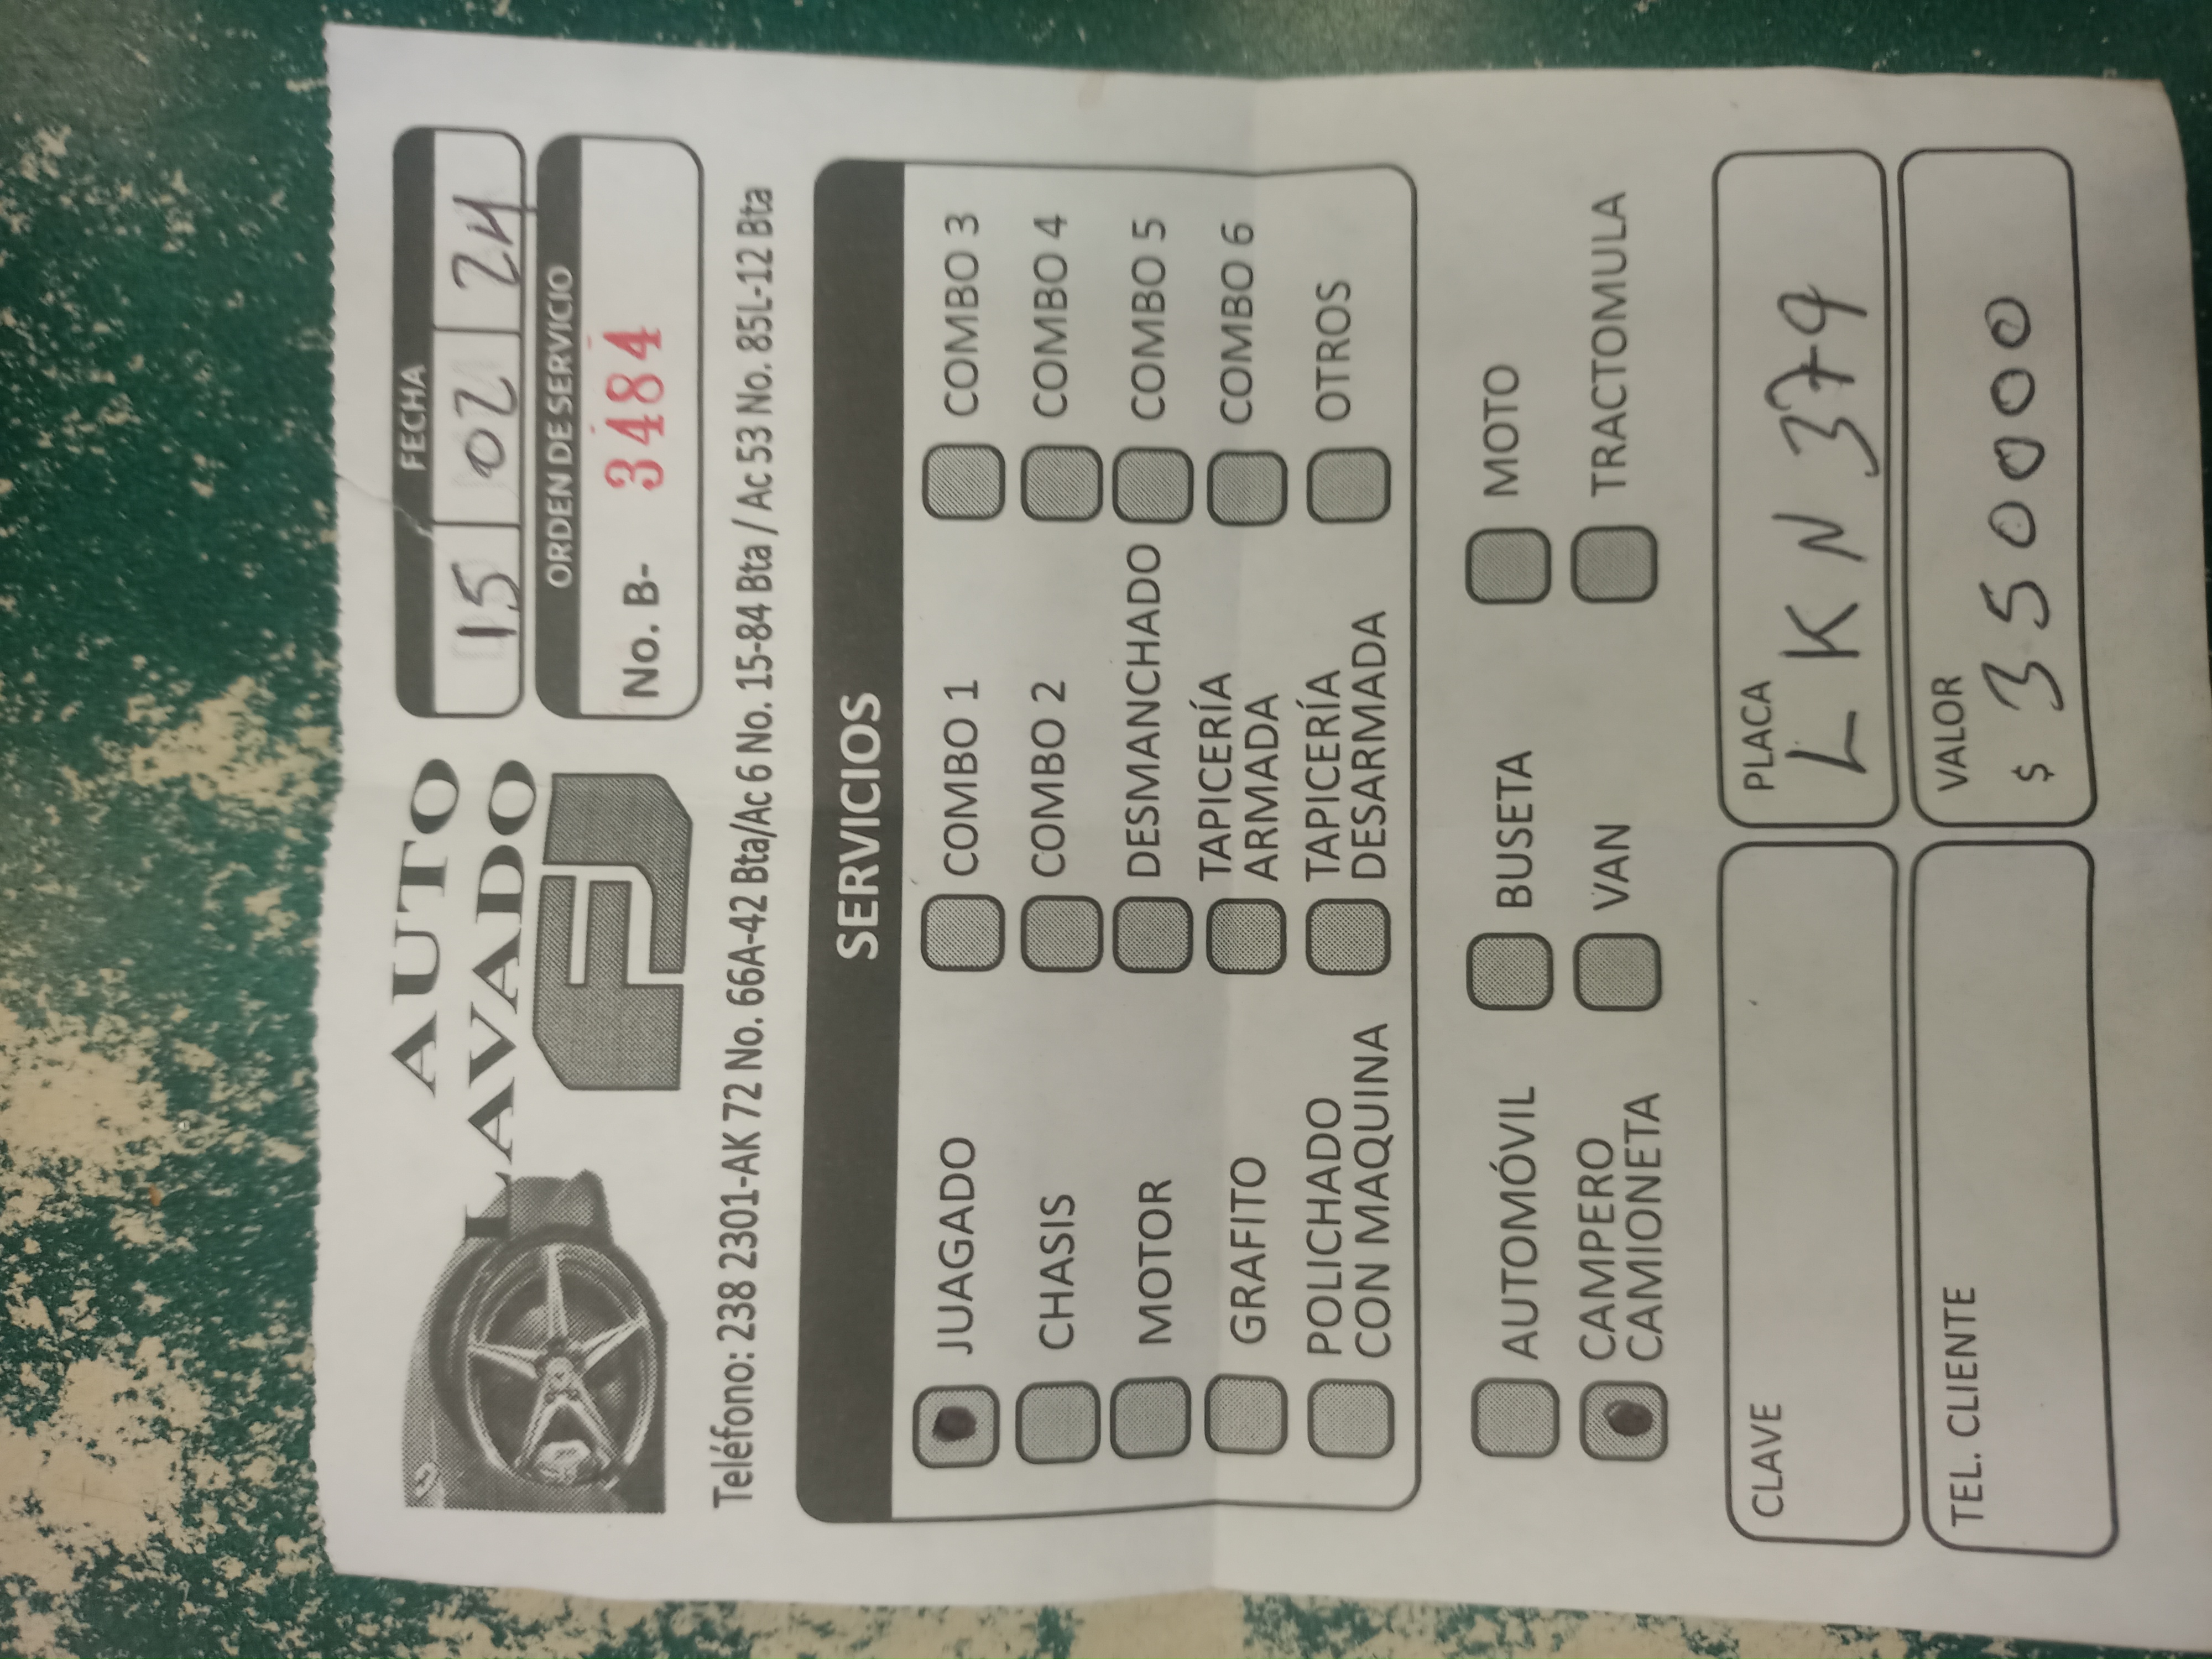 AUTO
LAVADO
FJ
FECHA
15 02 24
ORDEN DE SERVICIO
No. B- 3484
Teléfono: 238 2301-AK 72 No. 66A-42 Bta/Ac 6 No. 15-84 Bta / Ac 53 No. 85L-12 Bta
SERVICIOS
JUAGADO COMBO 1 COMBO 3
CHASIS COMBO 2 COMBO 4
MOTOR DESMANCHADO COMBO 5
GRAFITO TAPICERÍA ARMADA COMBO 6
POLICHADO CON MAQUINA TAPICERÍA DESARMADA OTROS
AUTOMÓVIL BUSETA MOTO
CAMPERO CAMIONETA VAN TRACTOMULA
CLAVE PLACA
LKN 379
TEL. CLIENTE VALOR
$ 350000